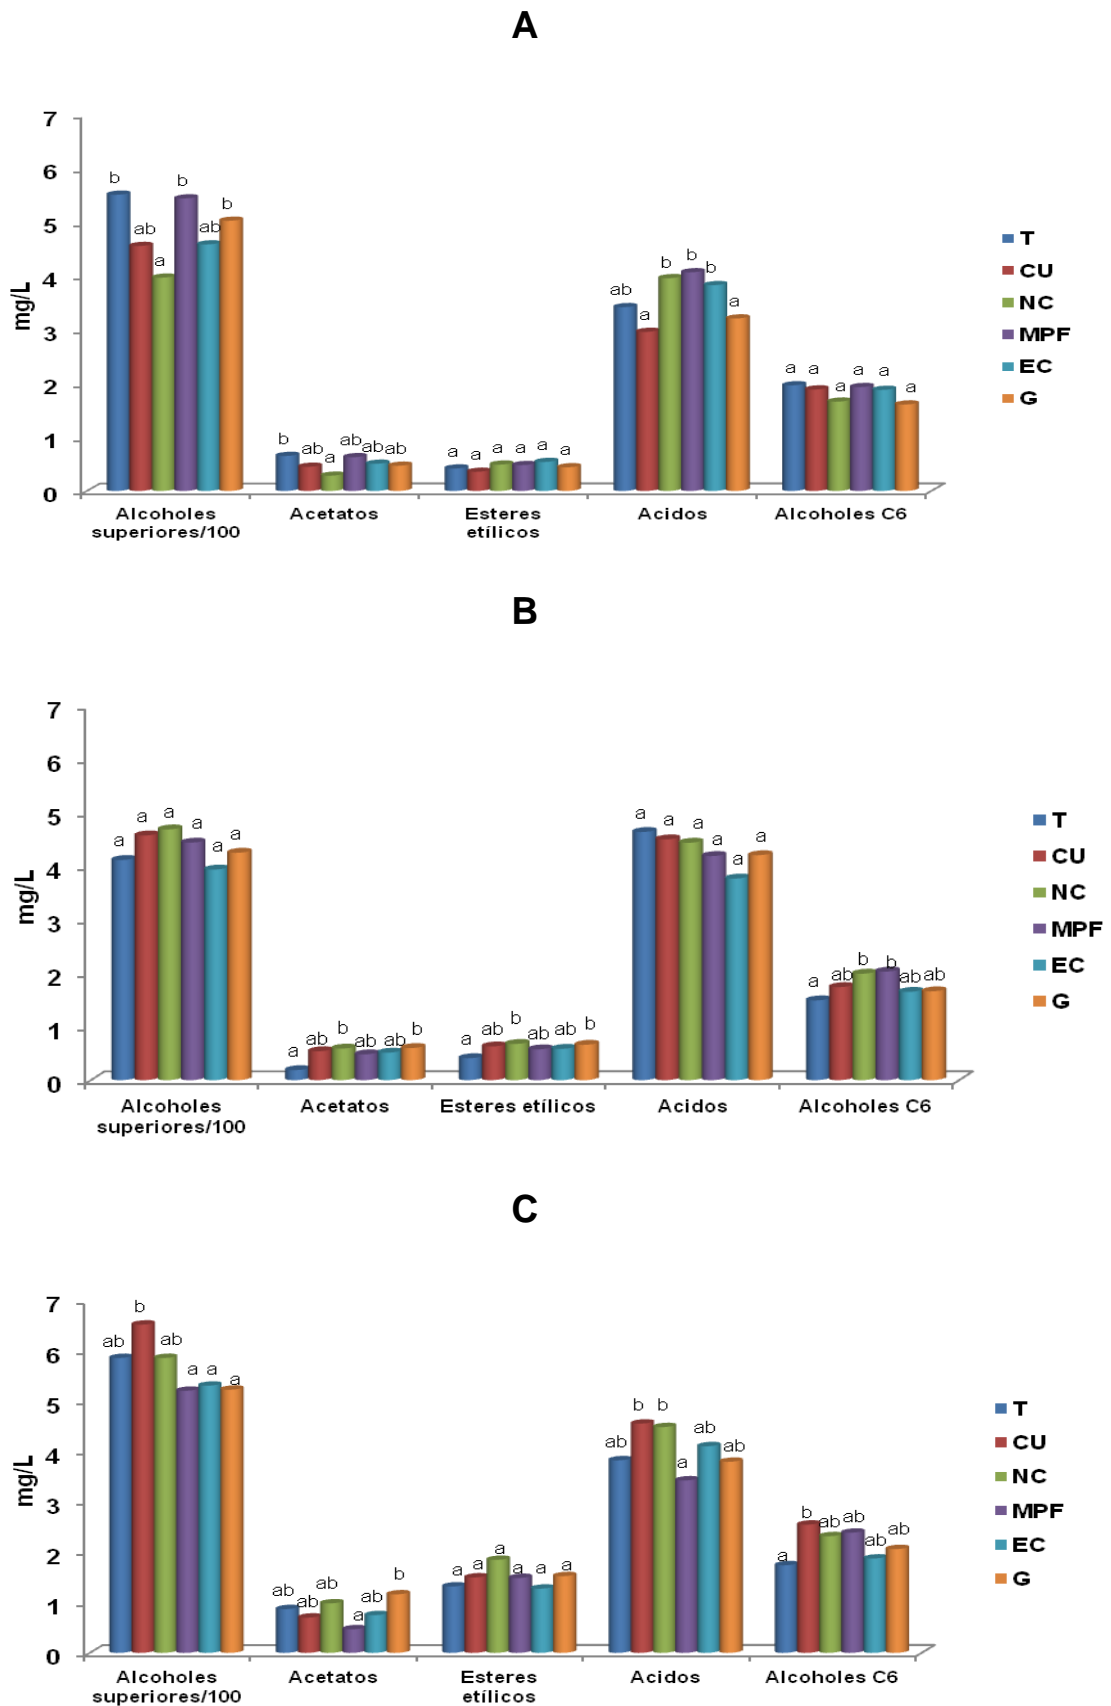 A
7
6
5
4
3
2
1
0
mg/L
b ab a b ab b
b ab a ab ab ab
a a a a a a
ab a b b b a
a a a a a a
Alcoholes superiores/100
Acetatos
Esteres etílicos
Acidos
Alcoholes C6
T
CU
NC
MPF
EC
G
B
7
6
5
4
3
2
1
0
mg/L
a a a a a a
a ab b ab ab b
a ab b ab ab b
a a a a a a
a ab b b ab ab
Alcoholes superiores/100
Acetatos
Esteres etílicos
Acidos
Alcoholes C6
T
CU
NC
MPF
EC
G
C
7
6
5
4
3
2
1
0
mg/L
ab b ab a a a
ab ab ab a ab b
a a a a a a
ab b b a ab ab
a b ab ab ab ab
Alcoholes superiores/100
Acetatos
Esteres etílicos
Acidos
Alcoholes C6
T
CU
NC
MPF
EC
G